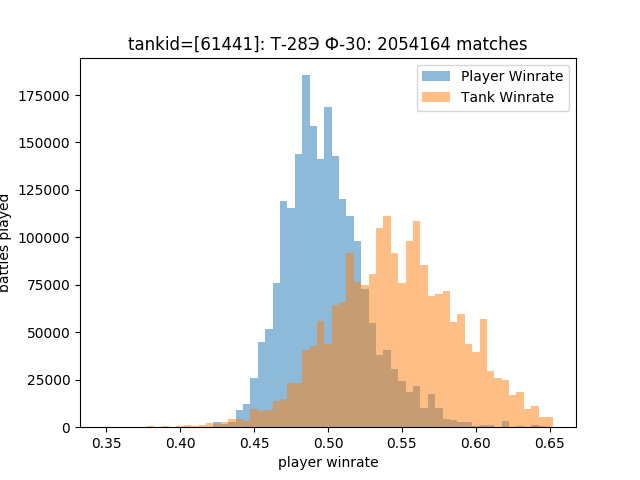 tankid=[61441]: Т-28Э Ф-30: 2054164 matches
Player Winrate
Tank Winrate
175000
150000
125000
100000
75000
50000
25000
0
battles played
0.35 0.40 0.45 0.50 0.55 0.60 0.65
player winrate